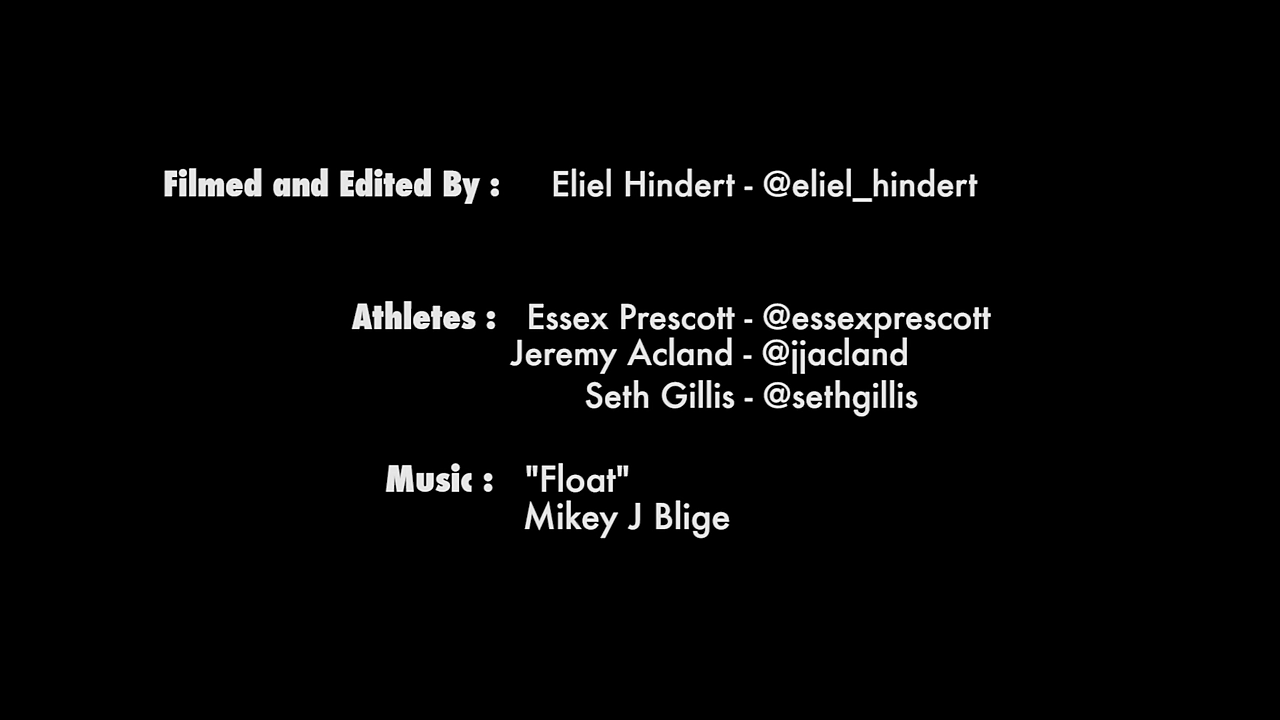 Filmed and Edited By : Eliel Hindert - @eliel_hindert
Athletes : Essex Prescott - @essexprescott
Jeremy Acland - @jjacland
Seth Gillis - @sethgillis
Music : "Float"
Mikey J Blige